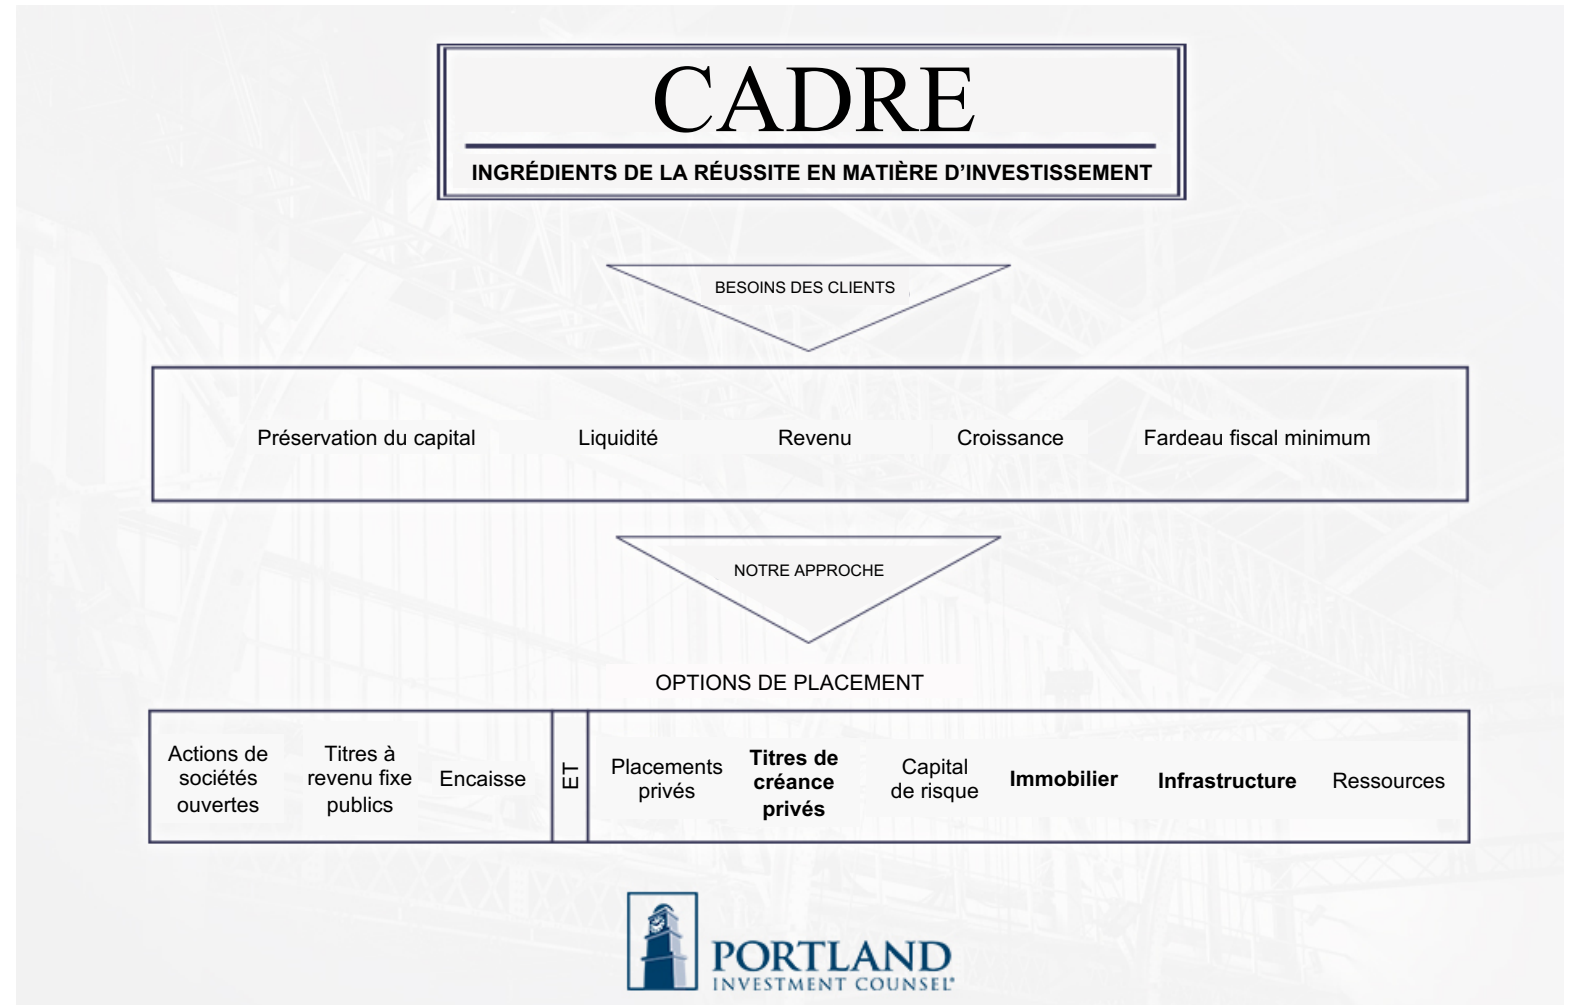 CADRE
INGRÉDIENTS DE LA RÉUSSITE EN MATIÈRE D’INVESTISSEMENT
BESOINS DES CLIENTS
Préservation du capital
Liquidité
Revenu
Croissance
Fardeau fiscal minimum
NOTRE APPROCHE
OPTIONS DE PLACEMENT
Actions de
sociétés
ouvertes
Titres à
revenu fixe
publics
Encaisse
ET
Placements
privés
Titres de
créance
privés
Capital
de risque
Immobilier
Infrastructure
Ressources
PORTLAND
INVESTMENT COUNSEL®